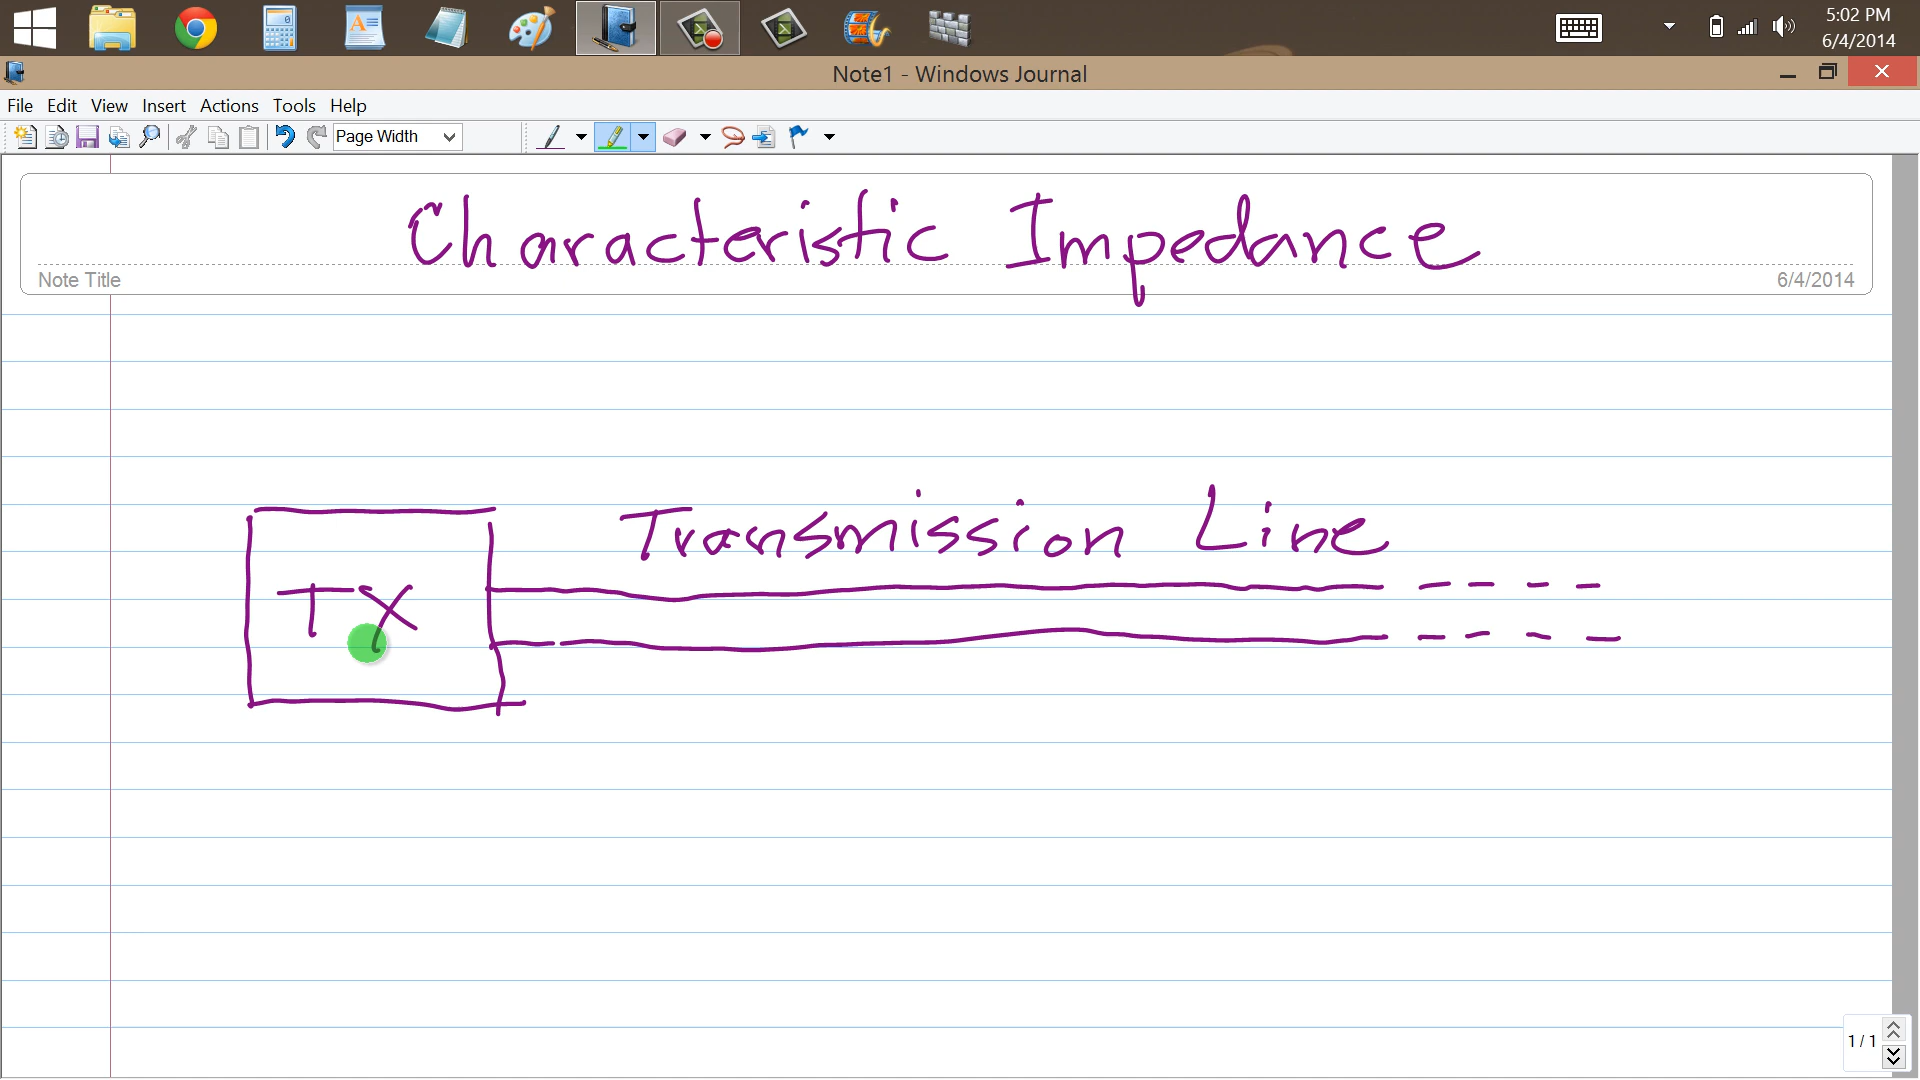 5:02 PM
6/4/2014
Note1 - Windows Journal
File Edit View Insert Actions Tools Help
Page Width
Characteristic Impedance
Note Title 6/4/2014
Transmission Line
TX
1 / 1